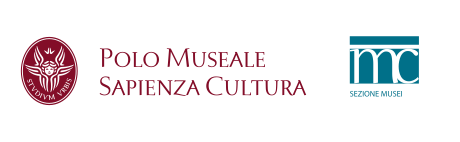 STVDIVM VRBIS
POLO MUSEALE
SAPIENZA CULTURA
mc
SEZIONE MUSEI